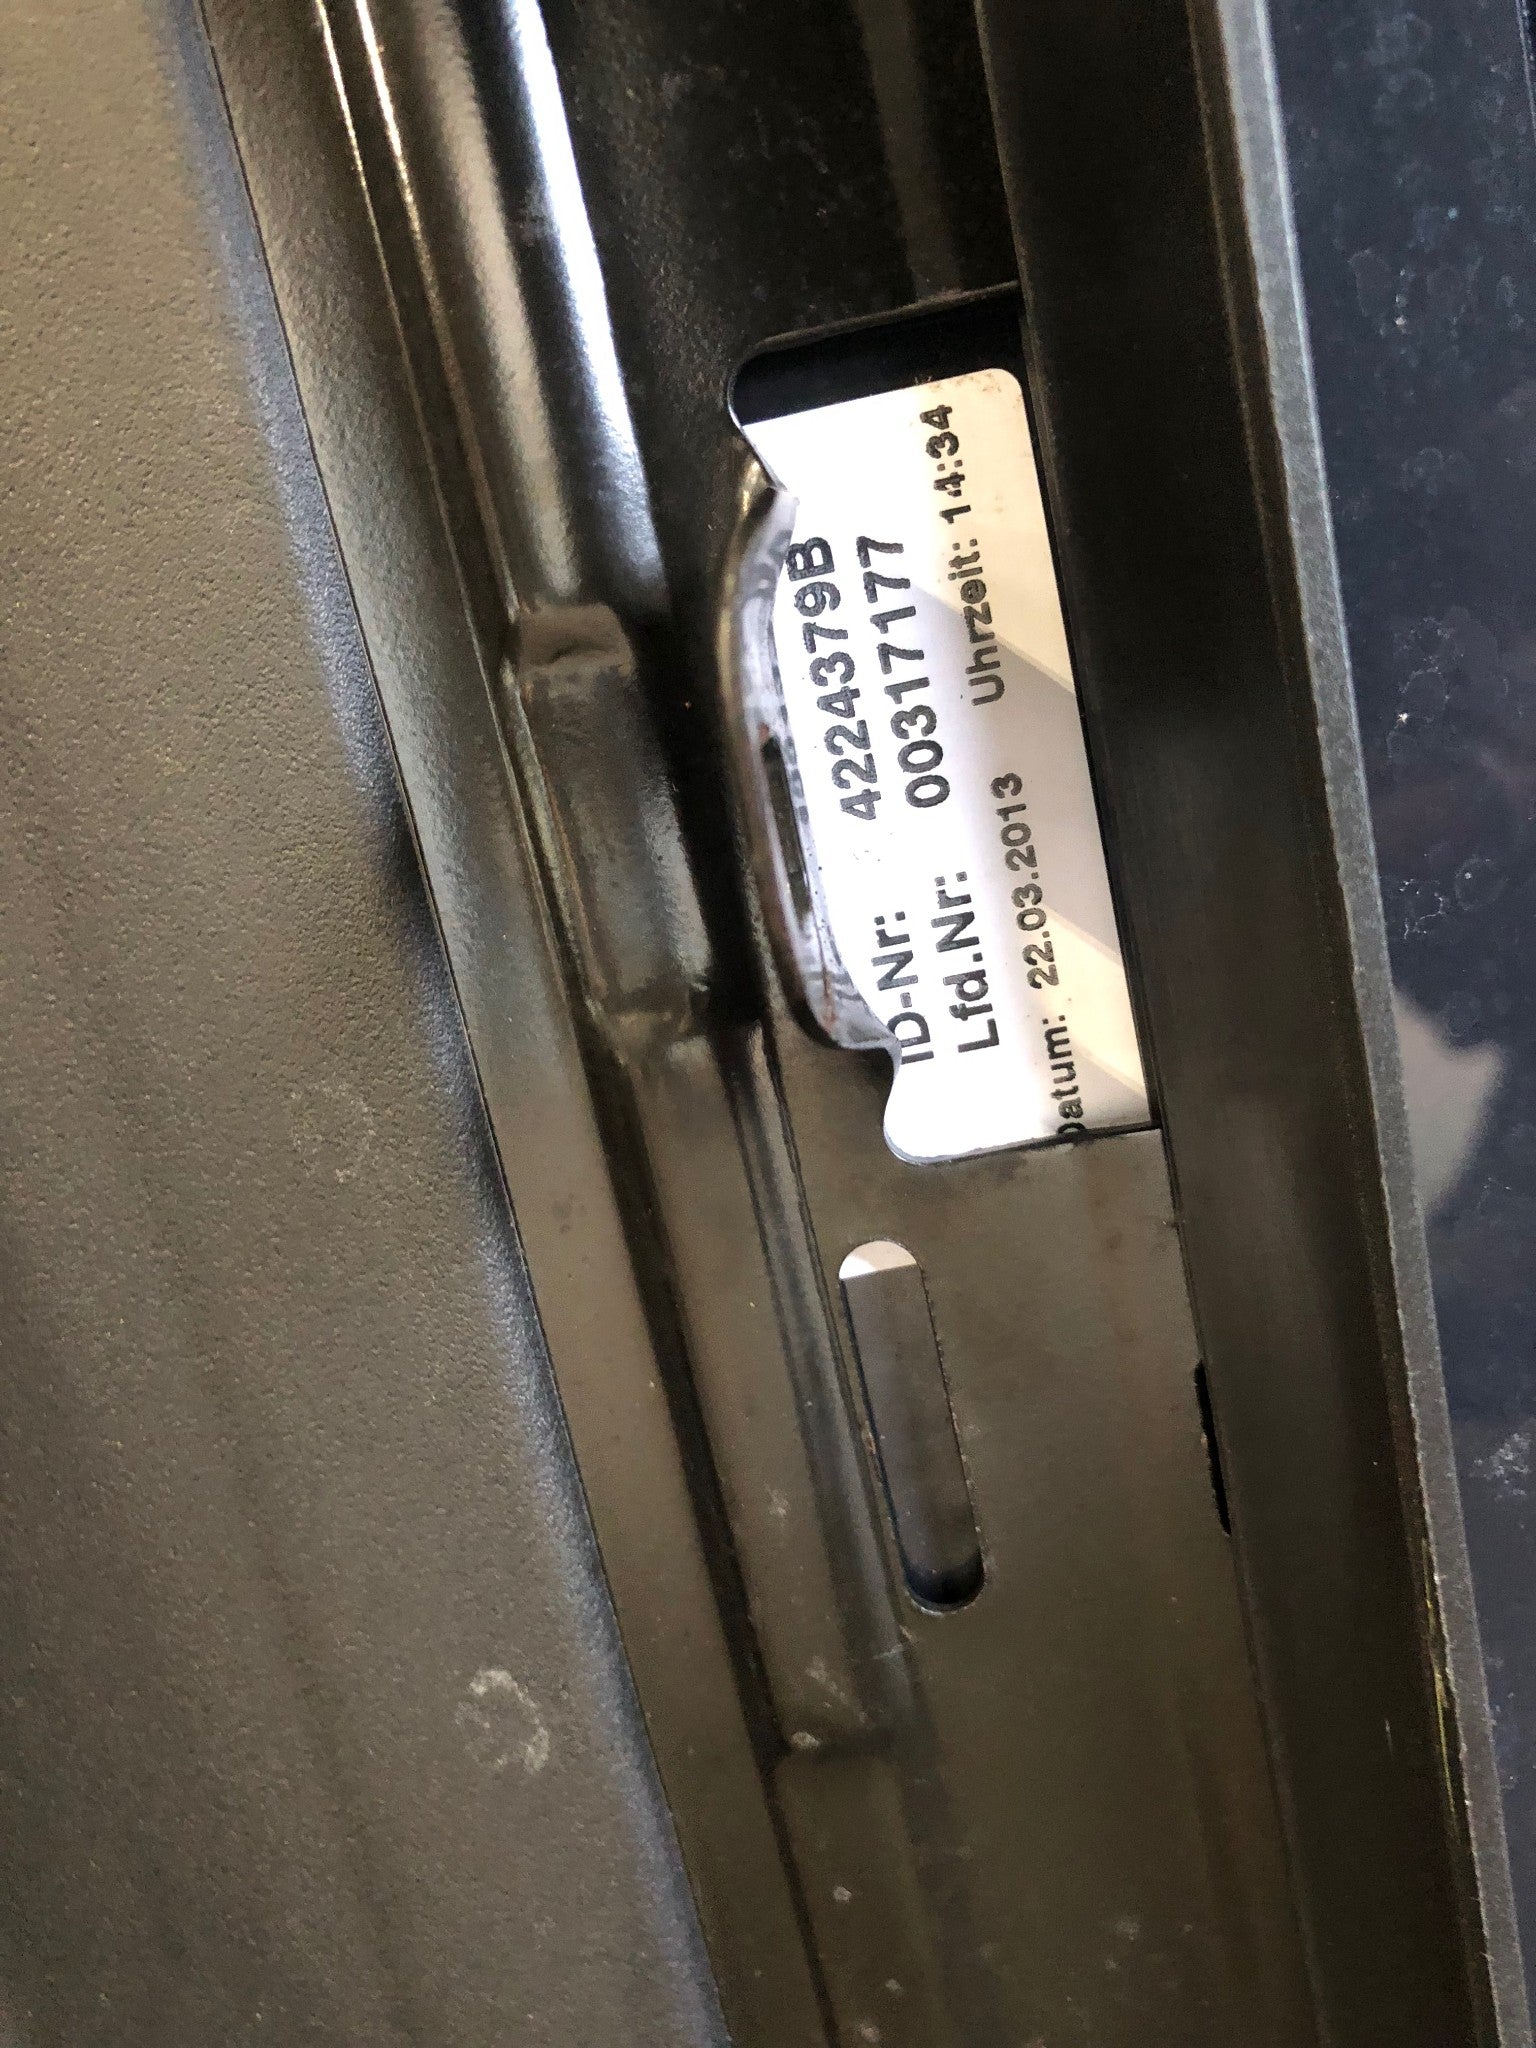 ID-Nr: 4224379B
Lfd.Nr: 00317177
Datum: 22.03.2013 Uhrzeit: 14:34